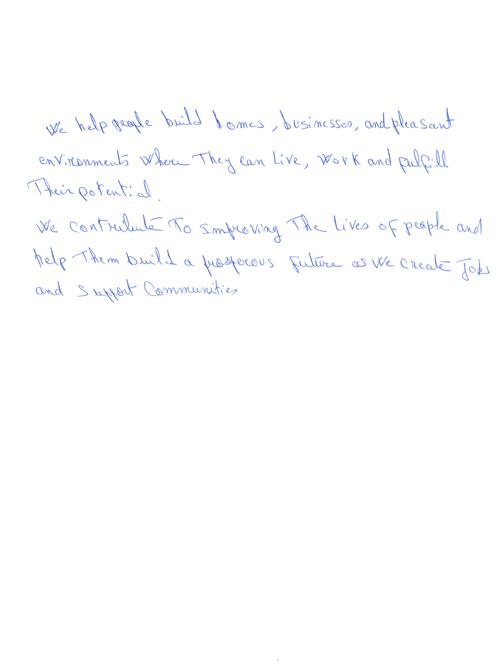 We help people build homes, businesses, and pleasant
environments where They can Live, work and fulfill
Their potential.
We contribute To improving The Lives of people and
help Them build a prosperous future as we create Jobs
and support Communities